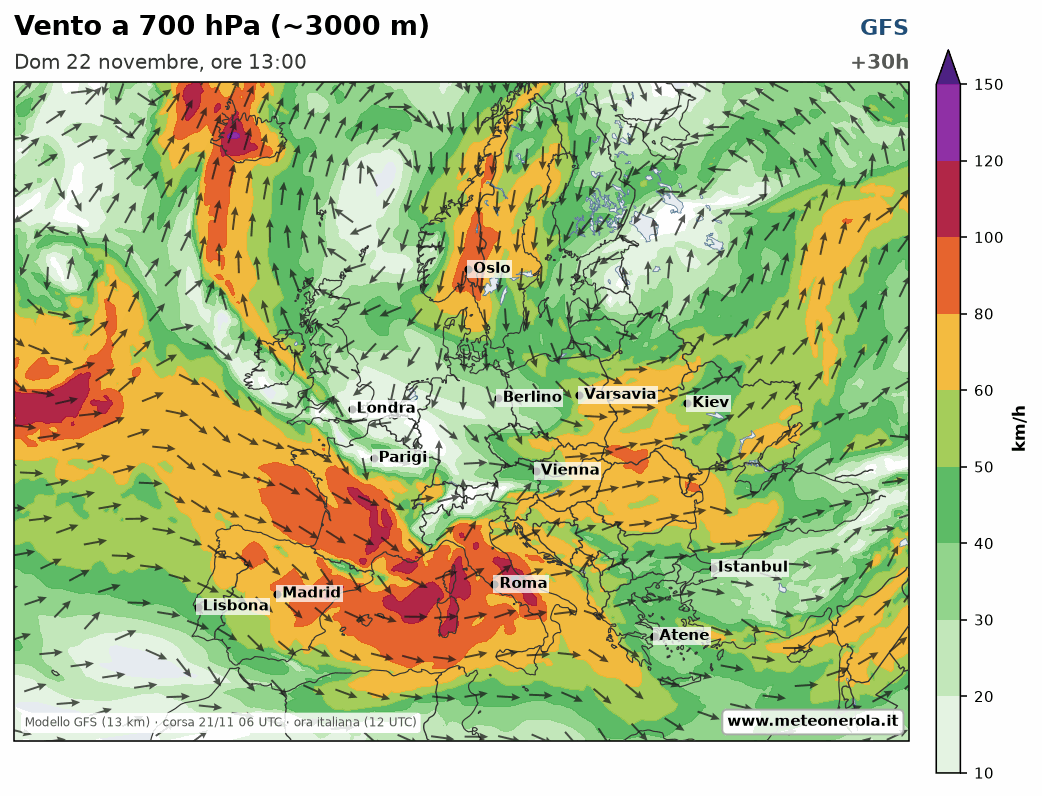 Vento a 700 hPa (~3000 m)
GFS
Dom 22 novembre, ore 13:00
+30h
150
120
100
80
60
50
40
30
20
10
km/h
Oslo
Berlino
Varsavia
Kiev
Londra
Parigi
Vienna
Istanbul
Roma
Madrid
Lisbona
Atene
Modello GFS (13 km) · corsa 21/11 06 UTC · ora italiana (12 UTC)
www.meteonerola.it